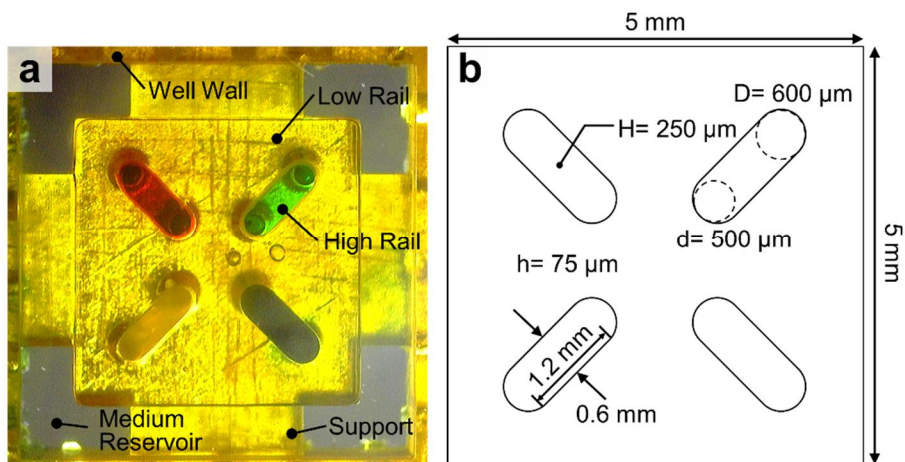 a
Well Wall
Low Rail
High Rail
Medium
Reservoir
Support
b
5 mm
D= 600 µm
H= 250 µm
d= 500 µm
h= 75 µm
1.2 mm
0.6 mm
5 mm